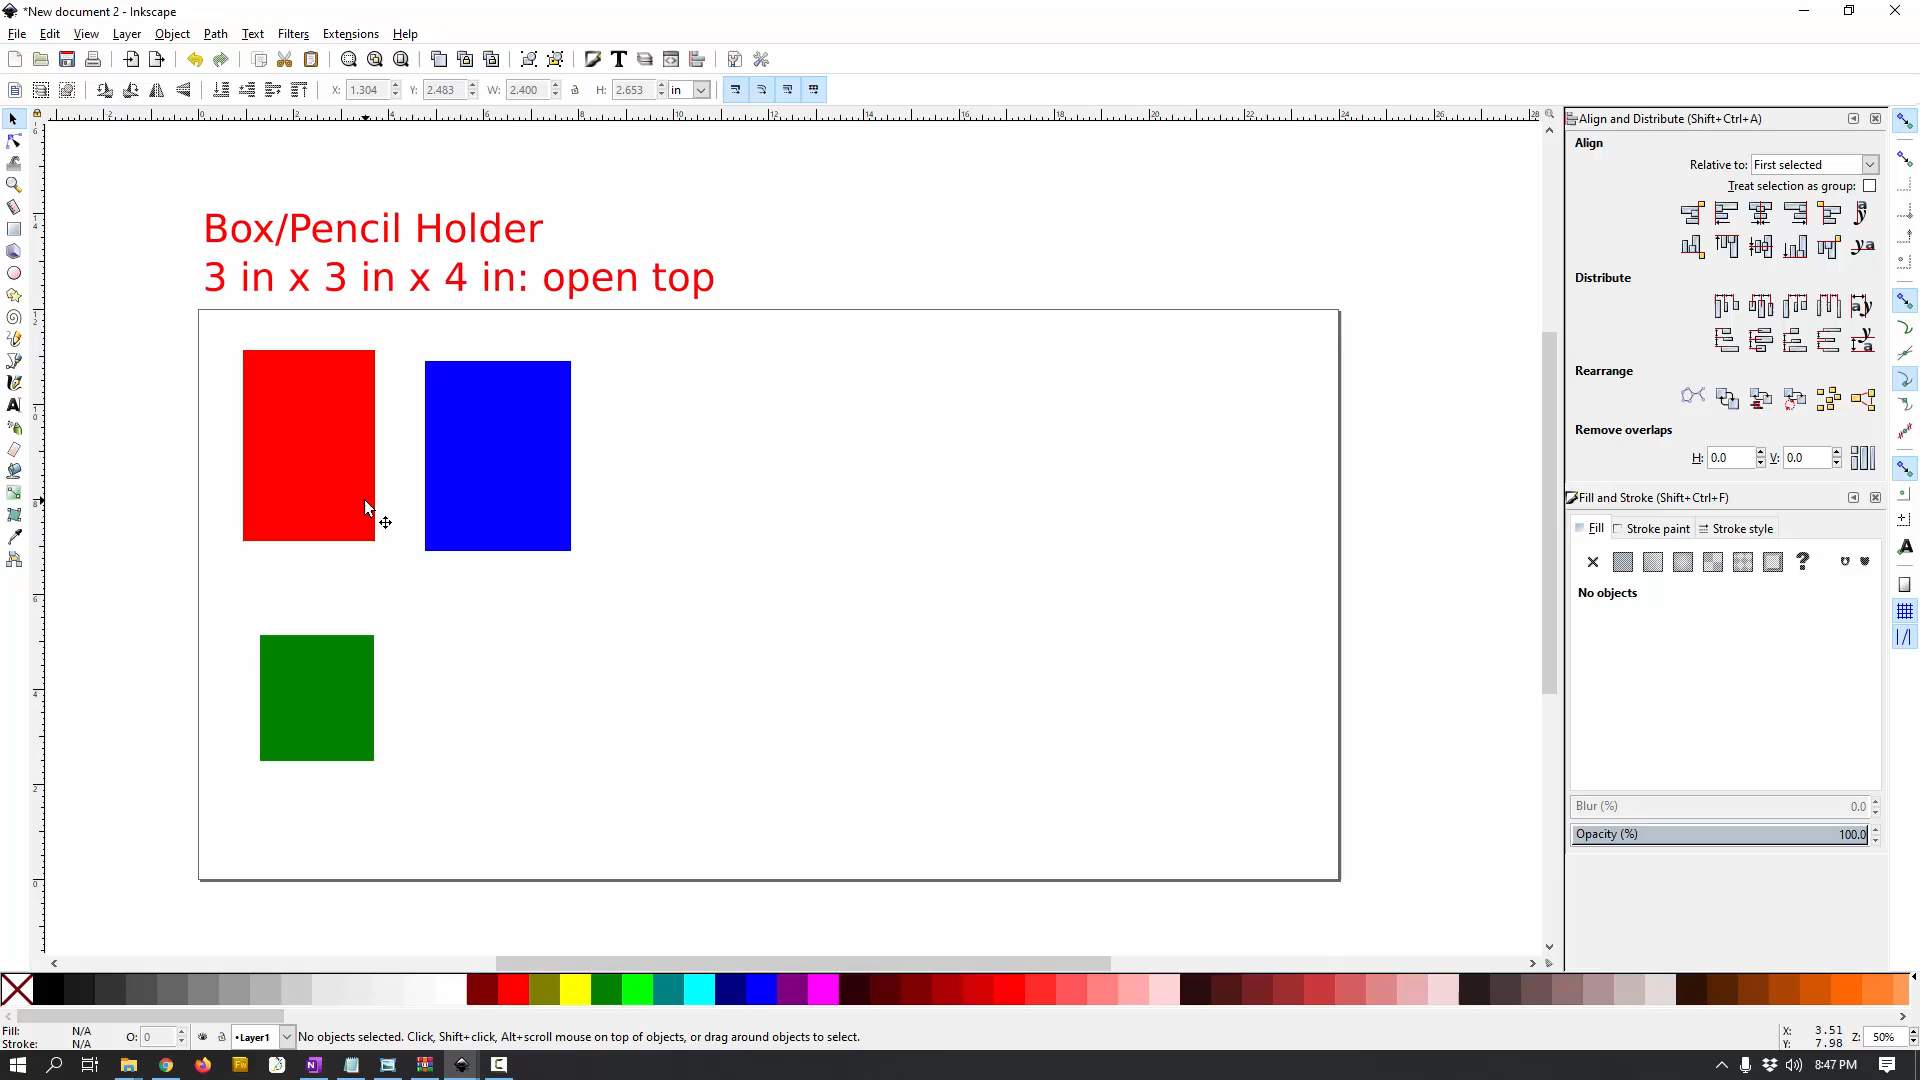 *New document 2 - Inkscape
File Edit View Layer Object Path Text Filters Extensions Help
X: 1.304 Y: 2.483 W: 2.400 H: 2.653 in
Align and Distribute (Shift+Ctrl+A)
Align
Relative to: First selected
Treat selection as group:
Distribute
Rearrange
Remove overlaps
H: 0.0 V: 0.0
Box/Pencil Holder
3 in x 3 in x 4 in: open top
Fill and Stroke (Shift+Ctrl+F)
Fill Stroke paint Stroke style
No objects
Blur (%) 0.0
Opacity (%) 100.0
Fill: N/A
Stroke: N/A
O: 0
•Layer1
No objects selected. Click, Shift+click, Alt+scroll mouse on top of objects, or drag around objects to select.
X: 3.51
Y: 7.98
Z: 50%
8:47 PM